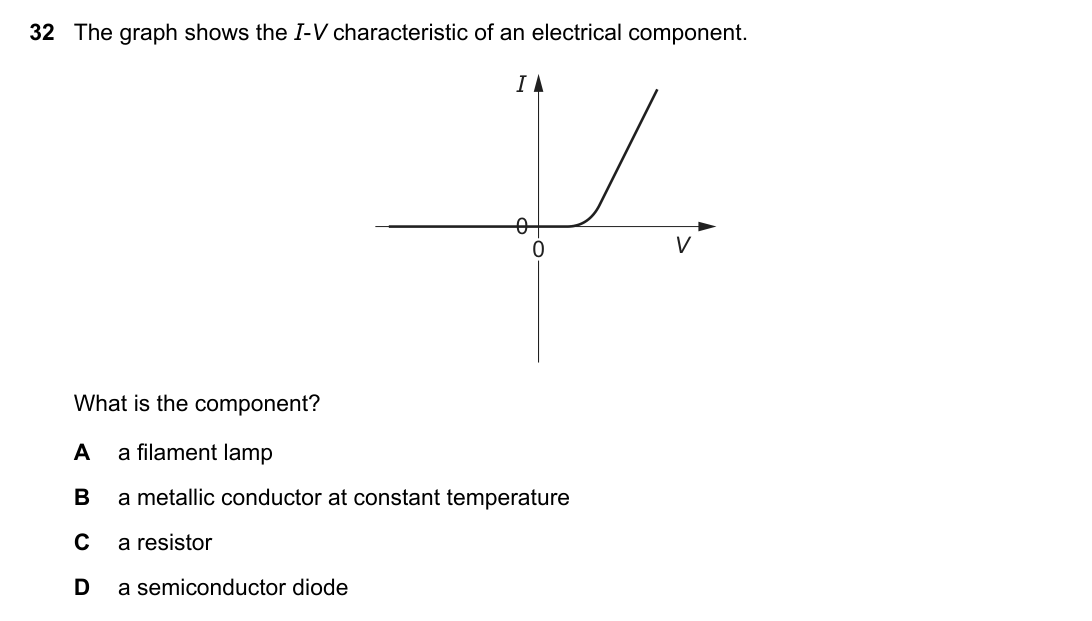 32 The graph shows the I-V characteristic of an electrical component.
I
0
0
V
What is the component?
A a filament lamp
B a metallic conductor at constant temperature
C a resistor
D a semiconductor diode